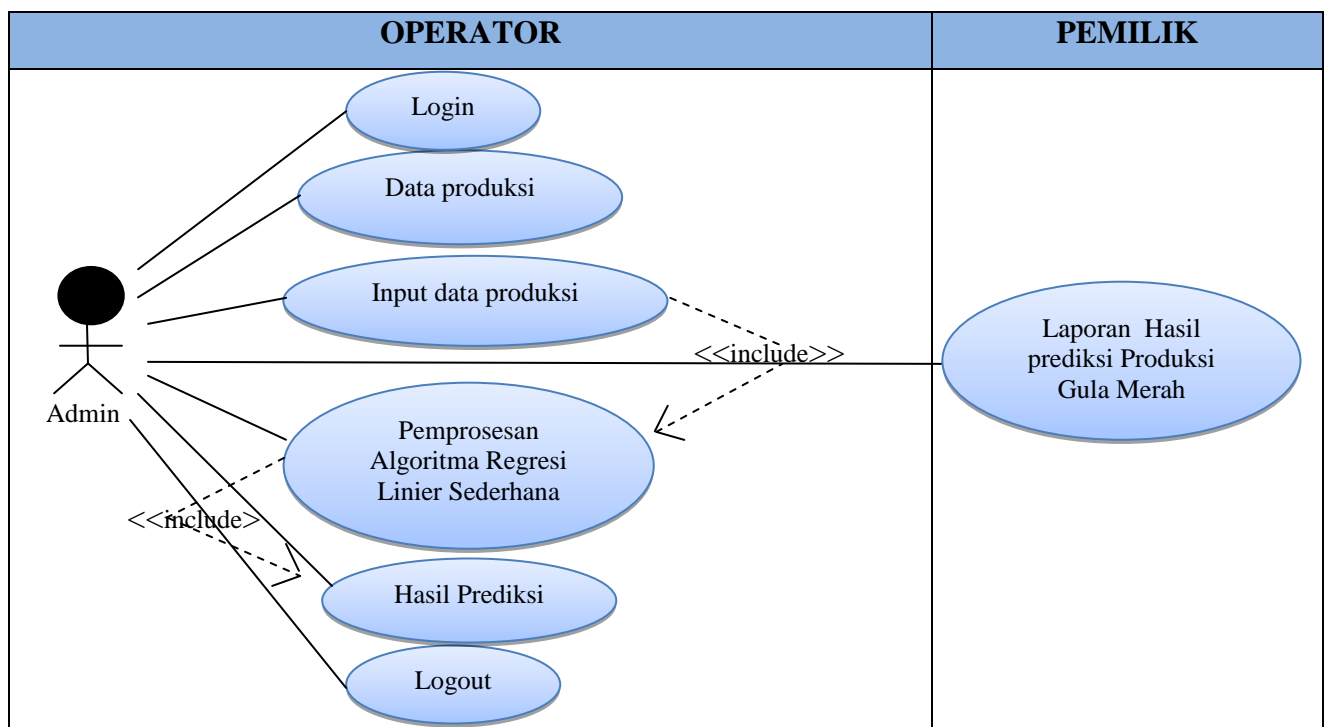 OPERATOR
PEMILIK
Login
Data produksi
Input data produksi
<<include>>
Laporan Hasil
prediksi Produksi
Gula Merah
Admin
Pemprosesan
Algoritma Regresi
Linier Sederhana
<<include>
Hasil Prediksi
Logout